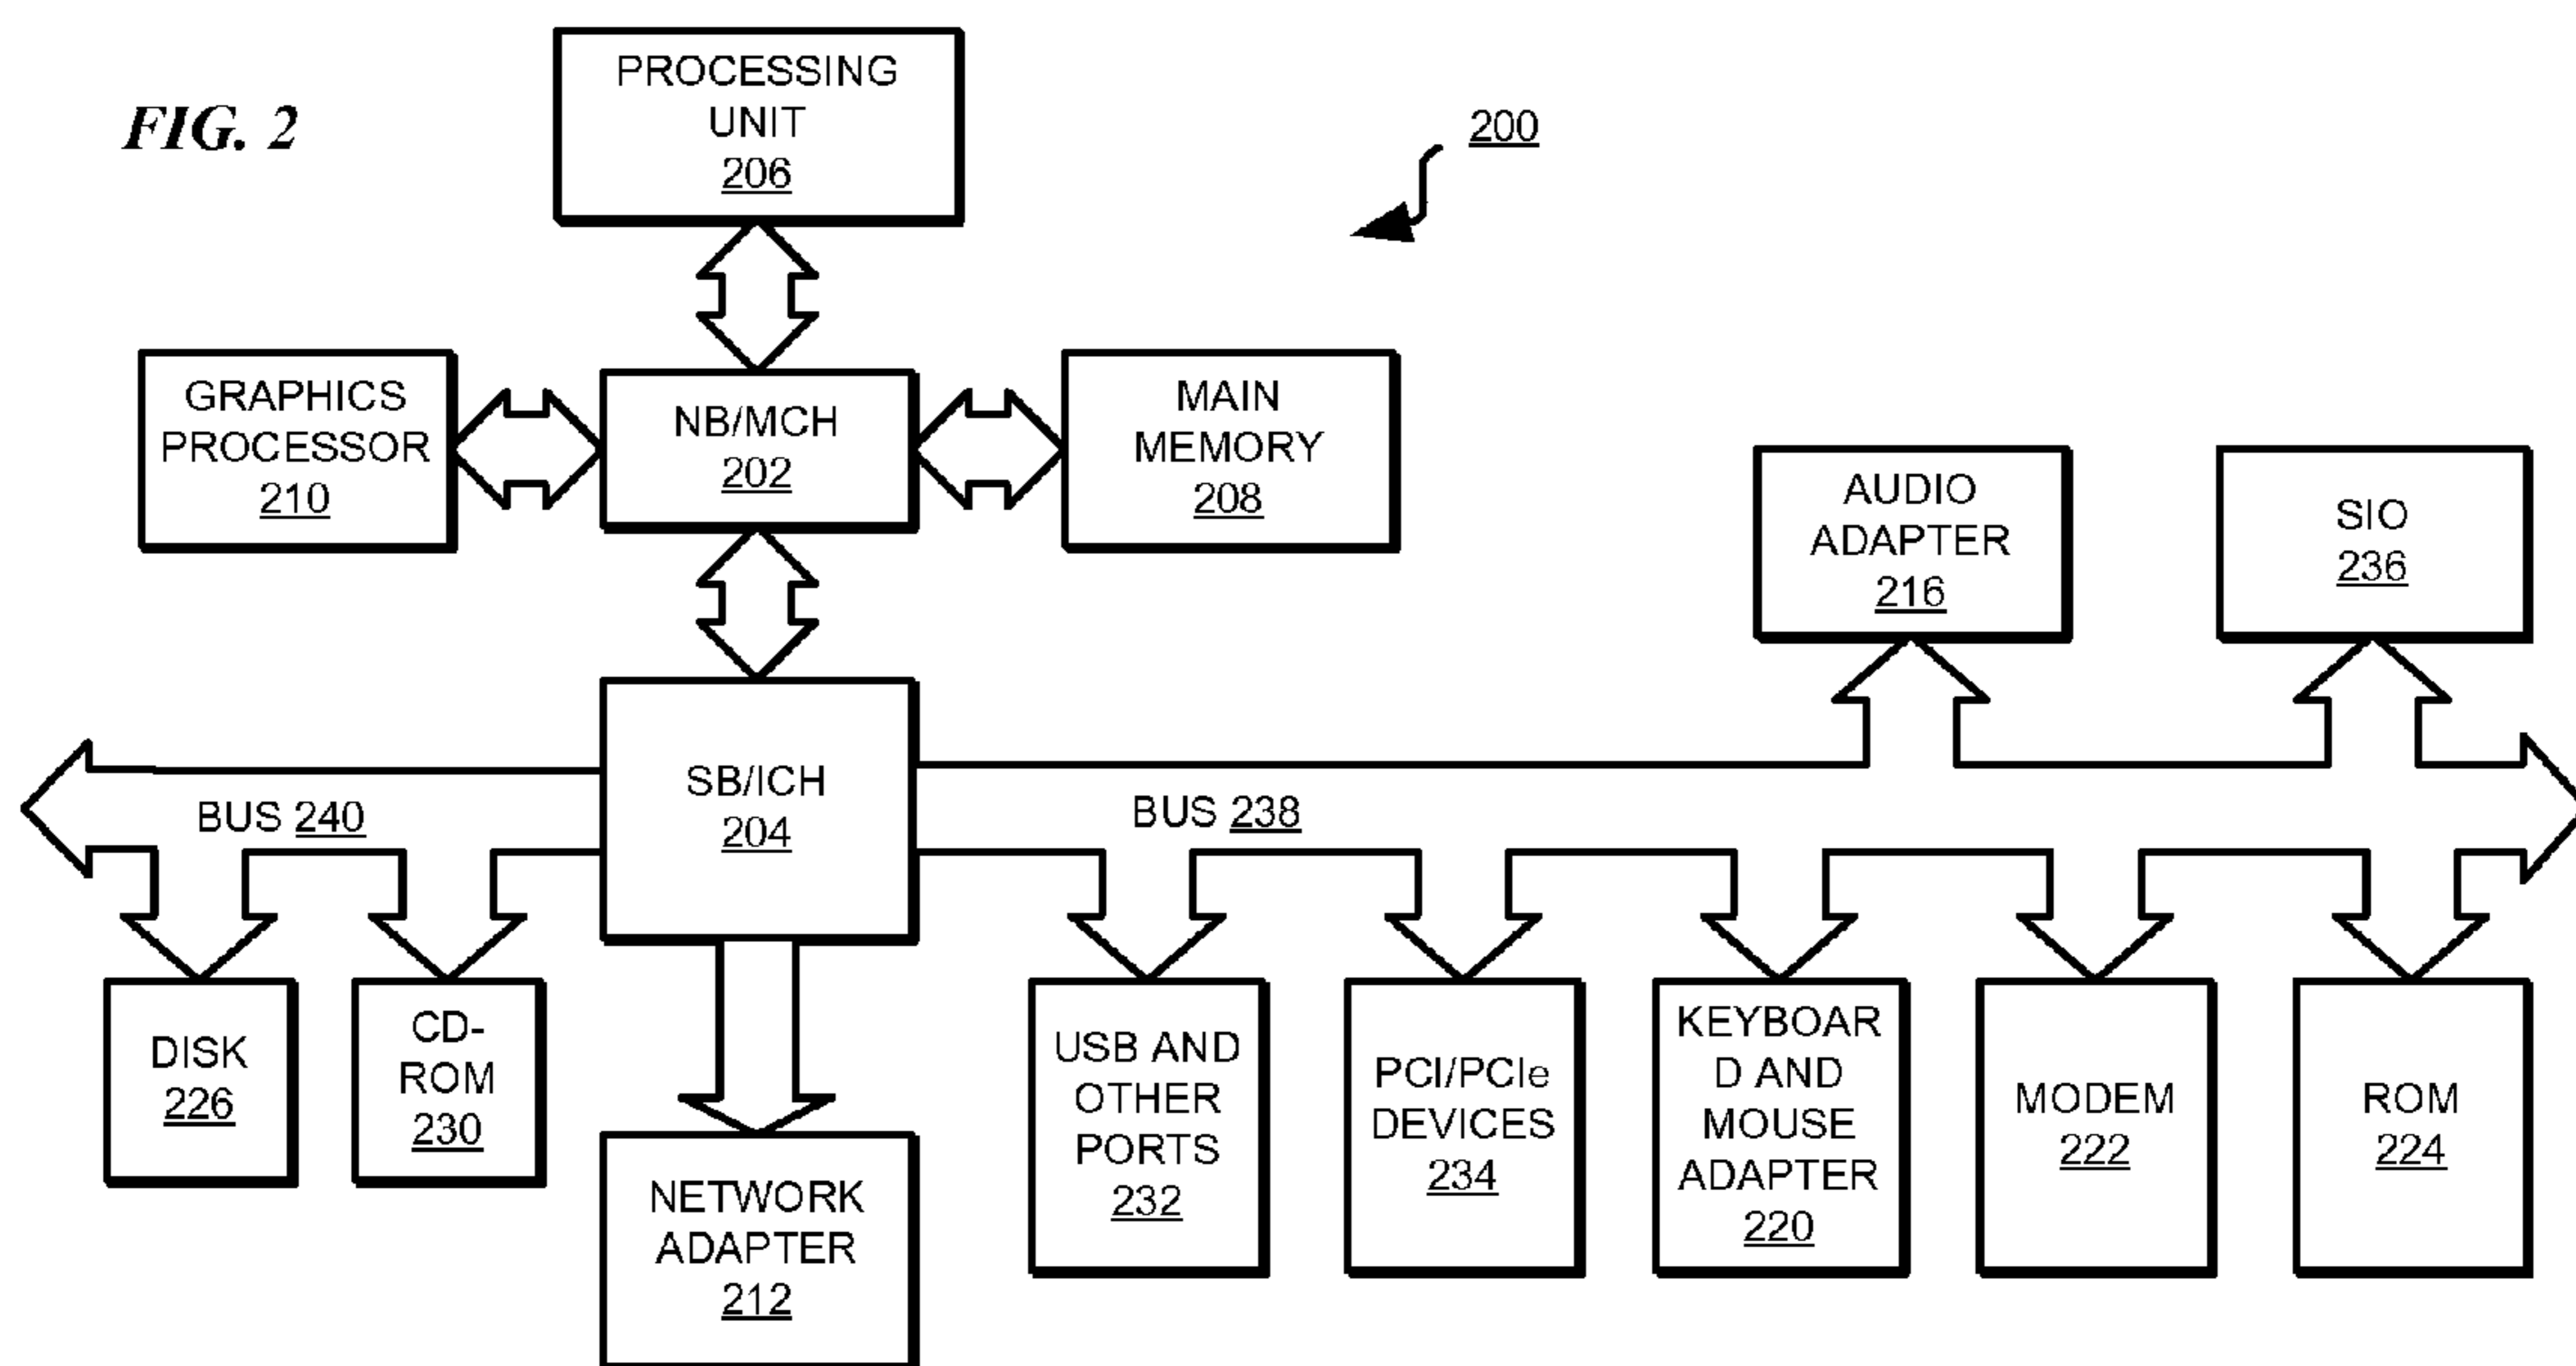 FIG. 2
PROCESSING
UNIT
206
200
GRAPHICS
PROCESSOR
210
NB/MCH
202
MAIN
MEMORY
208
AUDIO
ADAPTER
216
SIO
236
SB/ICH
204
BUS 240
BUS 238
DISK
226
CD-
ROM
230
NETWORK
ADAPTER
212
USB AND
OTHER
PORTS
232
PCI/PCIe
DEVICES
234
KEYBOAR
D AND
MOUSE
ADAPTER
220
MODEM
222
ROM
224